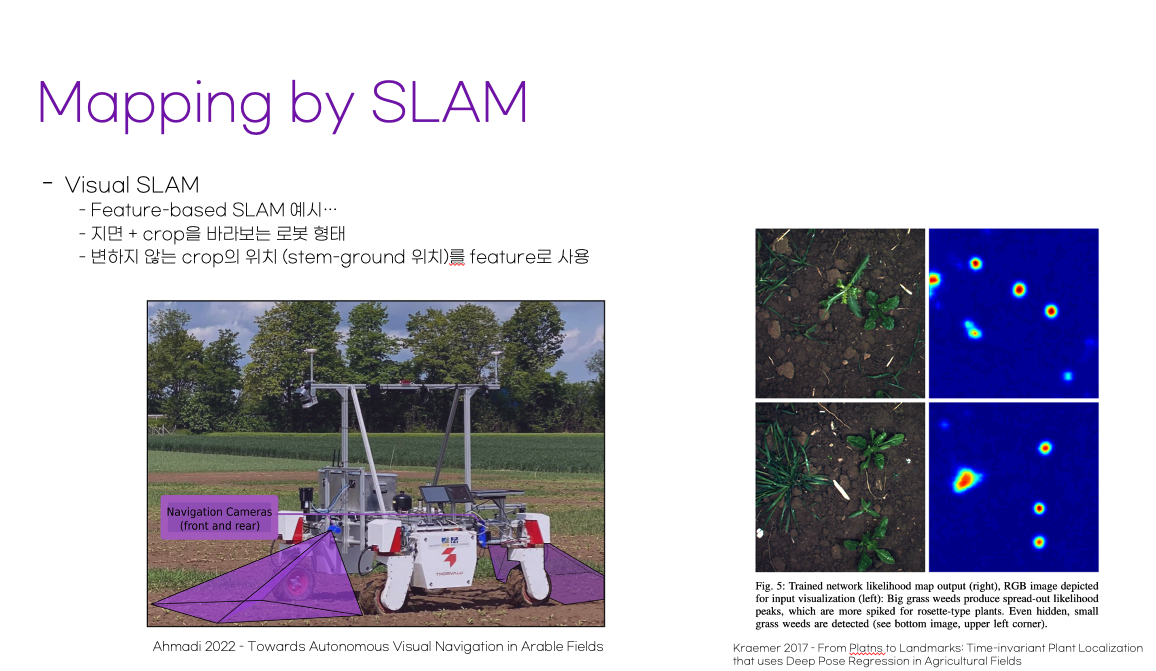 Mapping by SLAM
- Visual SLAM
- Feature-based SLAM 예시…
- 지면 + crop을 바라보는 로봇 형태
- 변하지 않는 crop의 위치 (stem-ground 위치)를 feature로 사용
Navigation Cameras
(front and rear)
THORVALD
Ahmadi 2022 - Towards Autonomous Visual Navigation in Arable Fields
Fig. 5: Trained network likelihood map output (right), RGB image depicted
for input visualization (left): Big grass weeds produce spread-out likelihood
peaks, which are more spiked for rosette-type plants. Even hidden, small
grass weeds are detected (see bottom image, upper left corner).
Kraemer 2017 - From Platns to Landmarks: Time-invariant Plant Localization
that uses Deep Pose Regression in Agricultural Fields